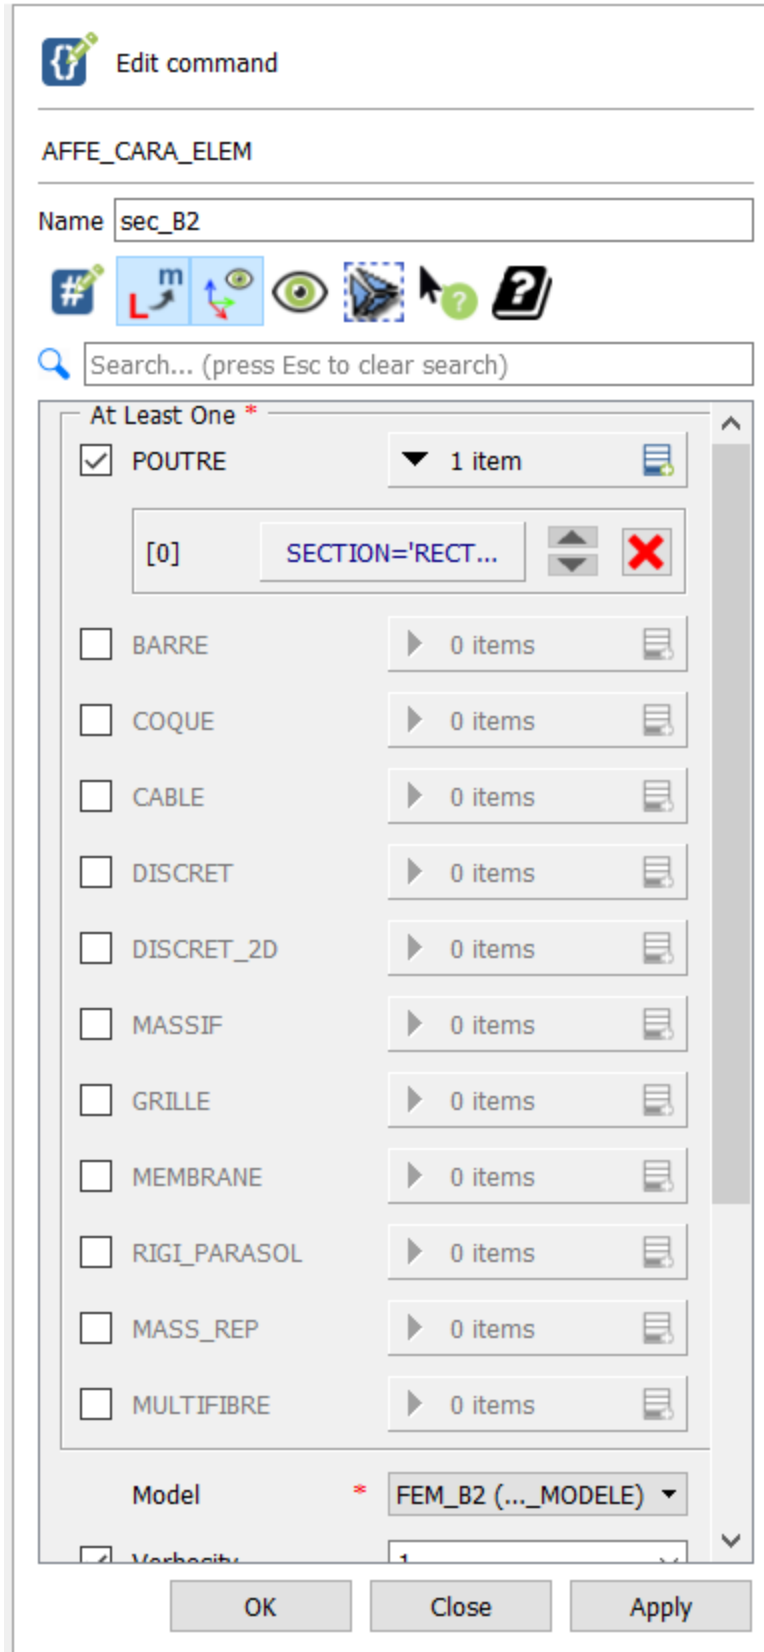 Edit command
AFFE_CARA_ELEM
Name sec_B2
Search... (press Esc to clear search)
At Least One *
POUTRE 1 item
[0] SECTION='RECT...
BARRE 0 items
COQUE 0 items
CABLE 0 items
DISCRET 0 items
DISCRET_2D 0 items
MASSIF 0 items
GRILLE 0 items
MEMBRANE 0 items
RIGI_PARASOL 0 items
MASS_REP 0 items
MULTIFIBRE 0 items
Model * FEM_B2 (..._MODELE)
Verbosity 1
OK Close Apply